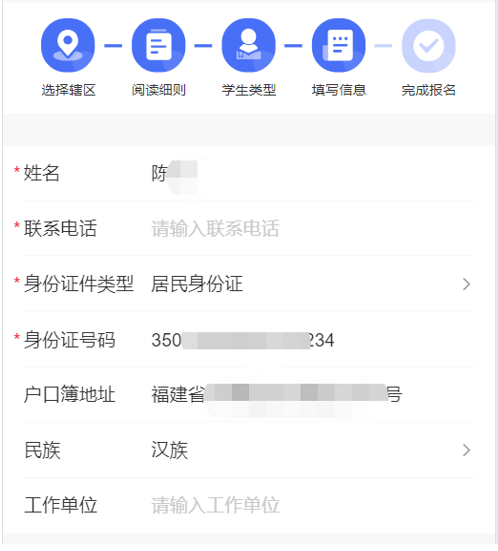 选择辖区 阅读细则 学生类型 填写信息 完成报名
*姓名 陈
*联系电话 请输入联系电话
*身份证件类型 居民身份证
*身份证号码 350 234
户口簿地址 福建省 号
民族 汉族
工作单位 请输入工作单位